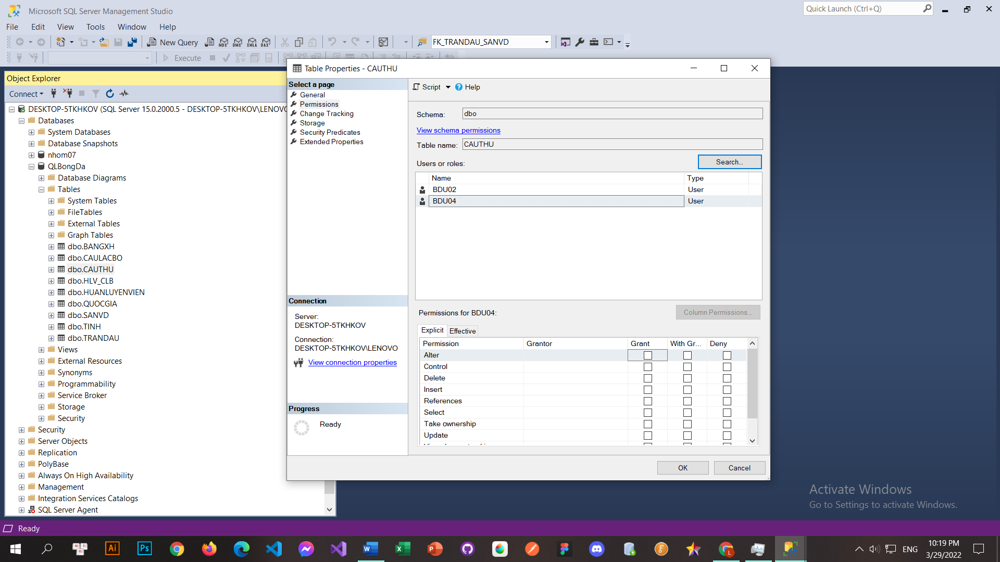 Microsoft SQL Server Management Studio
Quick Launch (Ctrl+Q)
File Edit View Tools Window Help
New Query
MDX DMX XMLA DAX
FK_TRANDAU_SANVD
Execute
Object Explorer
Connect
DESKTOP-5TKHKOV (SQL Server 15.0.2000.5 - DESKTOP-5TKHKOV\LENOVO
Databases
System Databases
Database Snapshots
nhom07
QLBongDa
Database Diagrams
Tables
System Tables
FileTables
External Tables
Graph Tables
dbo.BANGXH
dbo.CAULACBO
dbo.CAUTHU
dbo.HLV_CLB
dbo.HUANLUYENVIEN
dbo.QUOCGIA
dbo.SANVD
dbo.TINH
dbo.TRANDAU
Views
External Resources
Synonyms
Programmability
Service Broker
Storage
Security
Security
Server Objects
Replication
PolyBase
Always On High Availability
Management
Integration Services Catalogs
SQL Server Agent
Table Properties - CAUTHU
Select a page
General
Permissions
Change Tracking
Storage
Security Predicates
Extended Properties
Connection
Server:
DESKTOP-5TKHKOV
Connection:
DESKTOP-5TKHKOV\LENOVO
View connection properties
Progress
Ready
Script Help
Schema: dbo
View schema permissions
Table name: CAUTHU
Users or roles: Search...
Name Type
BDU02 User
BDU04 User
Permissions for BDU04: Column Permissions...
Explicit Effective
Permission Grantor Grant With Gr... Deny
Alter
Control
Delete
Insert
References
Select
Take ownership
Update
OK Cancel
Activate Windows
Go to Settings to activate Windows.
Ready
Ai Ps
ENG
10:19 PM
3/29/2022